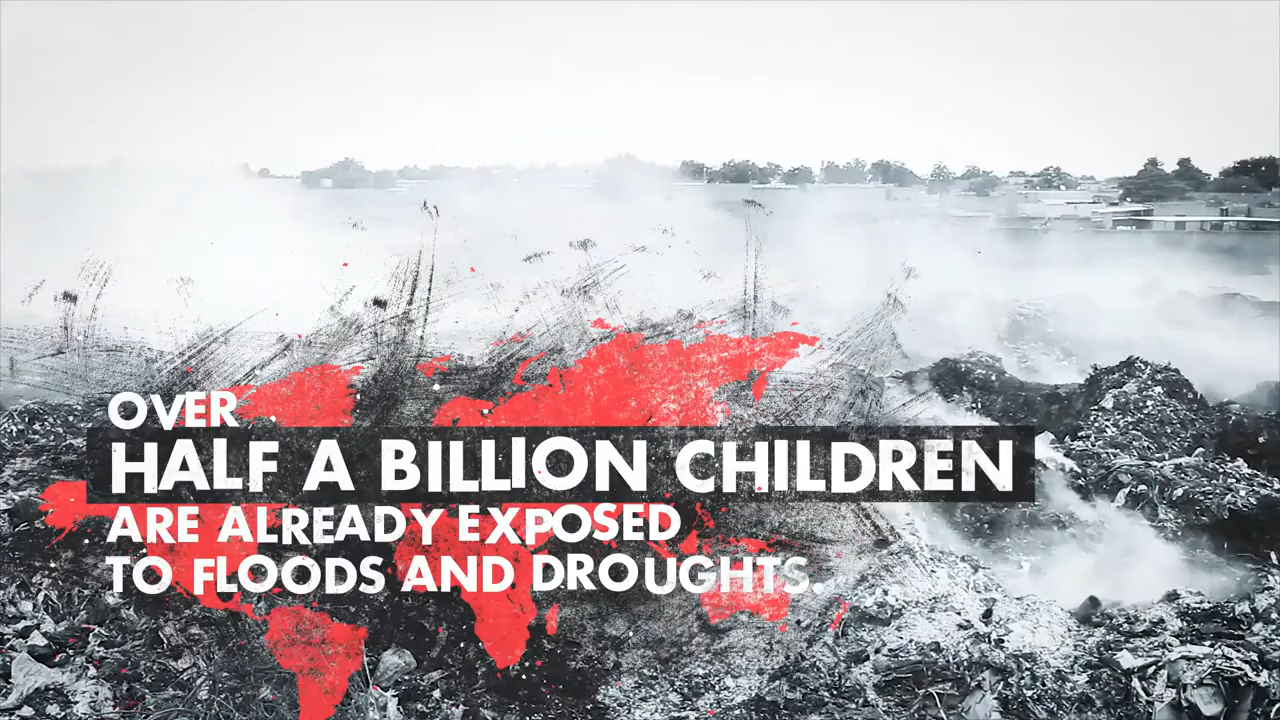 OVER
HALF A BILLION CHILDREN
ARE ALREADY EXPOSED
TO FLOODS AND DROUGHTS.